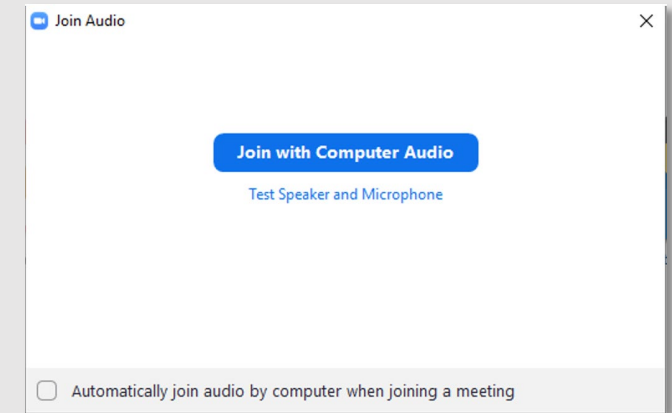 Join Audio
Join with Computer Audio
Test Speaker and Microphone
Automatically join audio by computer when joining a meeting